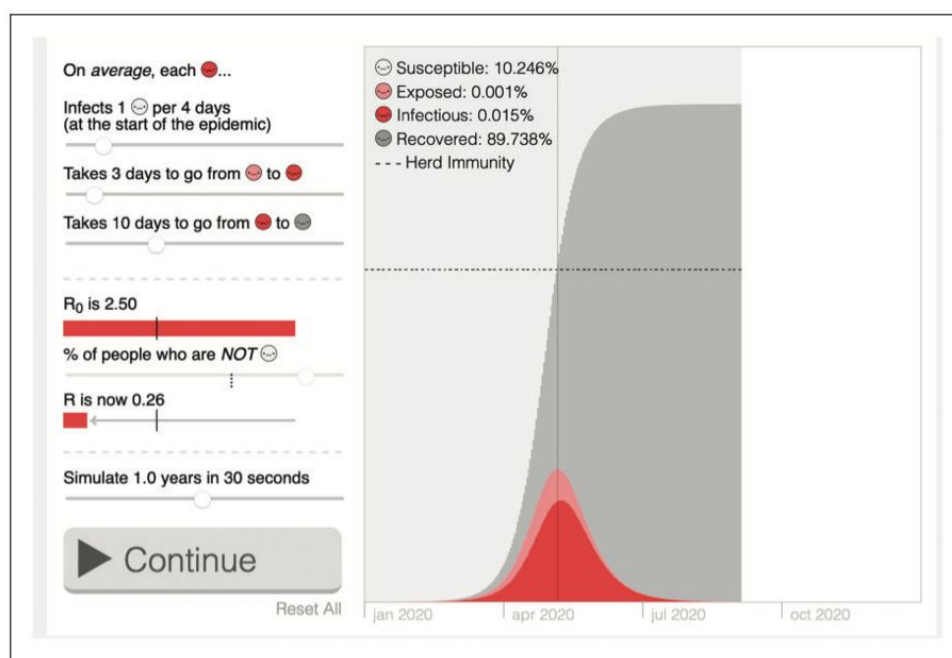 On average, each ...
Infects 1 per 4 days
(at the start of the epidemic)
Takes 3 days to go from to
Takes 10 days to go from to
R₀ is 2.50
% of people who are NOT
R is now 0.26
Simulate 1.0 years in 30 seconds
Continue
Reset All
Susceptible: 10.246%
Exposed: 0.001%
Infectious: 0.015%
Recovered: 89.738%
--- Herd Immunity
jan 2020
apr 2020
jul 2020
oct 2020